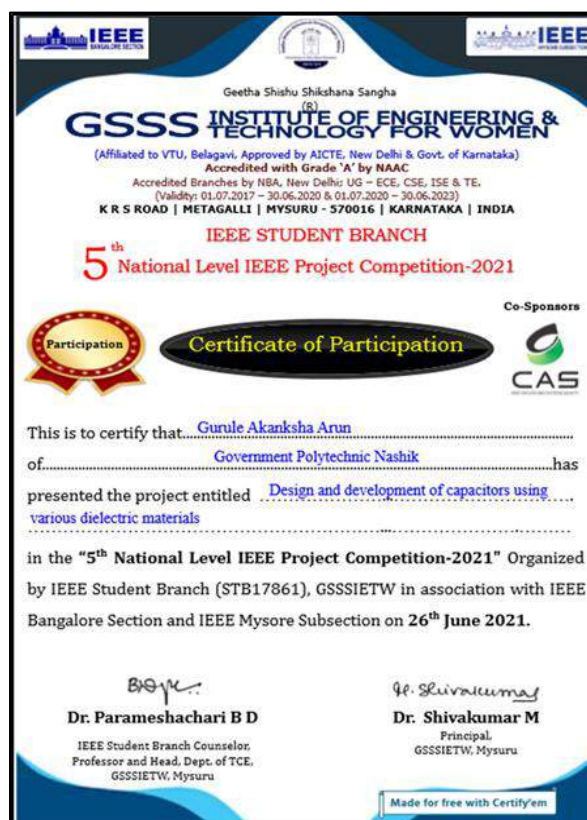 IEEE
BANGALORE SECTION
IEEE
MYSORE SUBSECTION
Geetha Shishu Shikshana Sangha
(R)
GSSS INSTITUTE OF ENGINEERING &
TECHNOLOGY FOR WOMEN
(Affiliated to VTU, Belagavi, Approved by AICTE, New Delhi & Govt. of Karnataka)
Accredited with Grade 'A' by NAAC
Accredited Branches by NBA, New Delhi; UG – ECE, CSE, ISE & TE.
(Validity: 01.07.2017 – 30.06.2020 & 01.07.2020 – 30.06.2023)
K R S ROAD | METAGALLI | MYSURU - 570016 | KARNATAKA | INDIA
IEEE STUDENT BRANCH
5th National Level IEEE Project Competition-2021
Co-Sponsors
Participation
Certificate of Participation
CAS
This is to certify that Gurule Akanksha Arun
of Government Polytechnic Nashik has
presented the project entitled Design and development of capacitors using
various dielectric materials
in the "5th National Level IEEE Project Competition-2021" Organized
by IEEE Student Branch (STB17861), GSSSIETW in association with IEEE
Bangalore Section and IEEE Mysore Subsection on 26th June 2021.
H. Shivakumar
Dr. Parameshachari B D
IEEE Student Branch Counselor,
Professor and Head, Dept. of TCE,
GSSSIETW, Mysuru
Dr. Shivakumar M
Principal,
GSSSIETW, Mysuru
Made for free with Certify'em